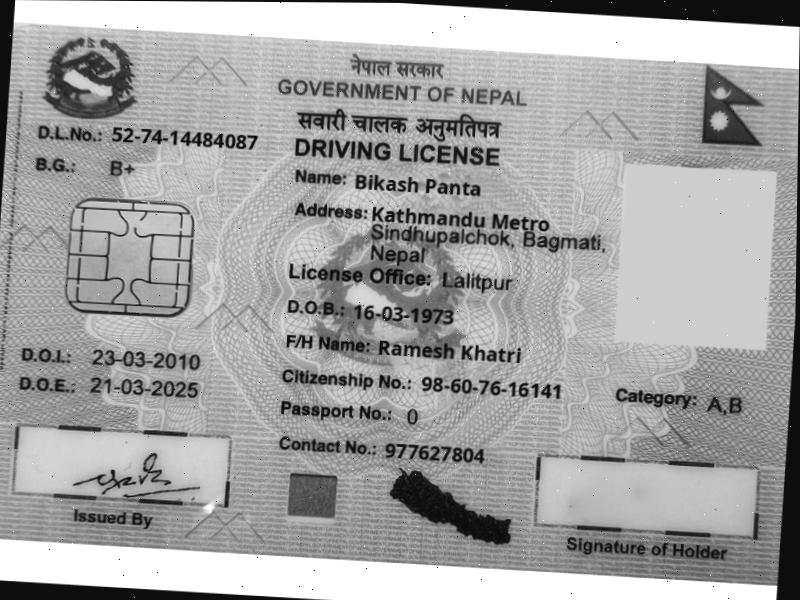 नेपाल सरकार
GOVERNMENT OF NEPAL
सवारी चालक अनुमतिपत्र
DRIVING LICENSE
D.L.No.: 52-74-14484087
B.G.: B+
Name: Bikash Panta
Address: Kathmandu Metro
Sindhupalchok, Bagmati,
Nepal
License Office: Lalitpur
D.O.B.: 16-03-1973
F/H Name: Ramesh Khatri
D.O.I.: 23-03-2010
D.O.E.: 21-03-2025
Citizenship No.: 98-60-76-16141
Category: A,B
Passport No.: 0
Contact No.: 977627804
Issued By
Signature of Holder